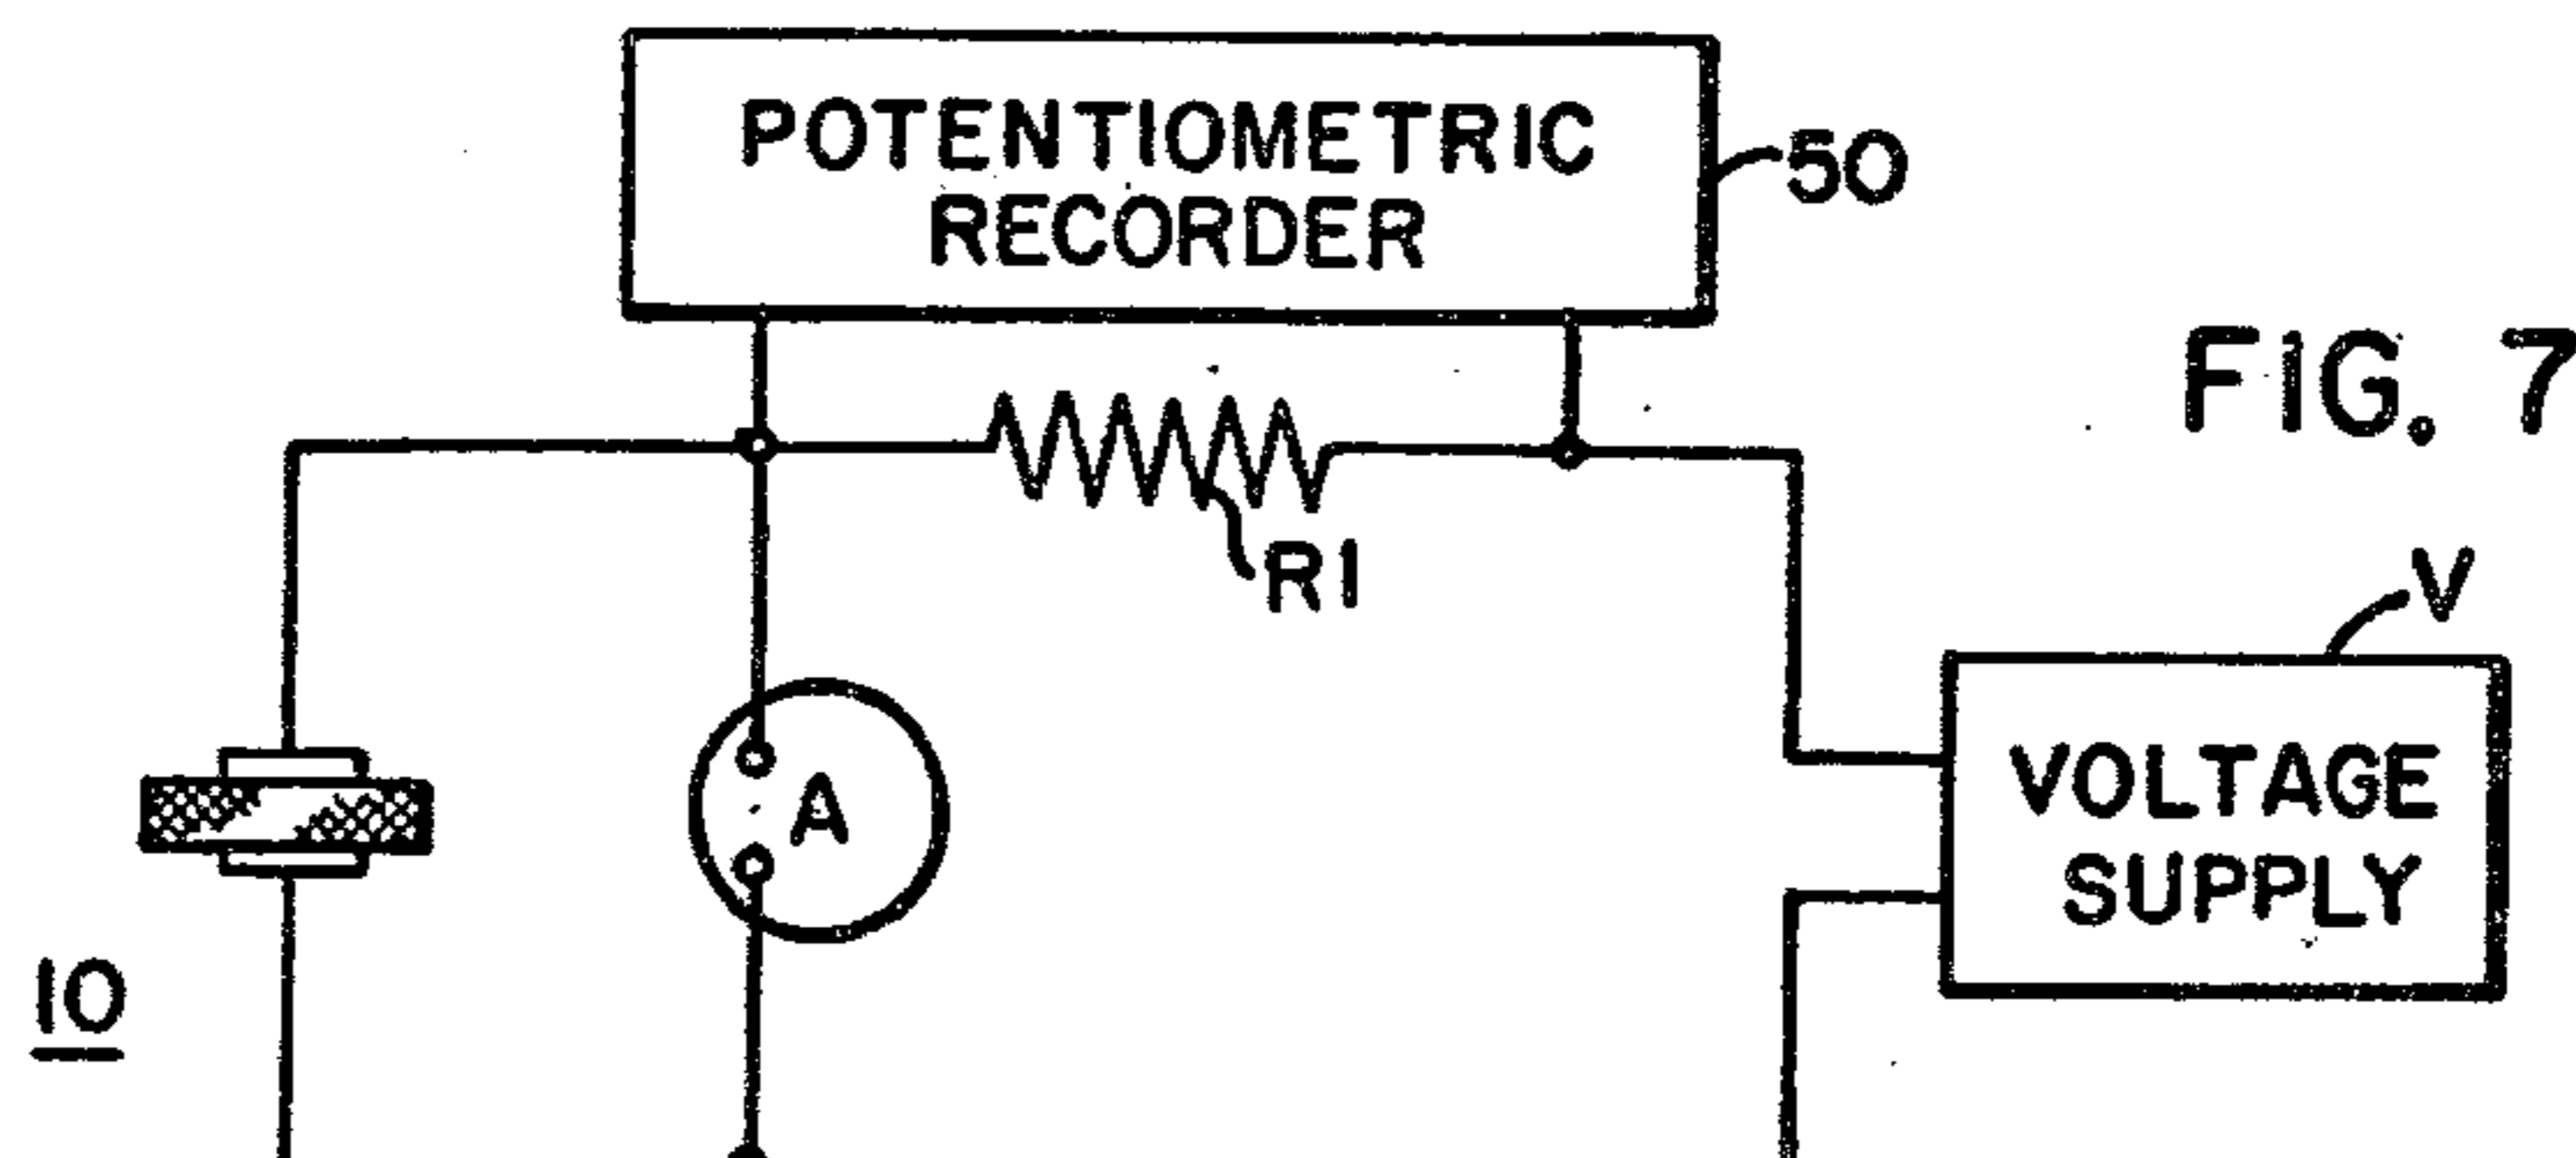 POTENTIOMETRIC
RECORDER
50
FIG. 7
R1
V
A
VOLTAGE
SUPPLY
10